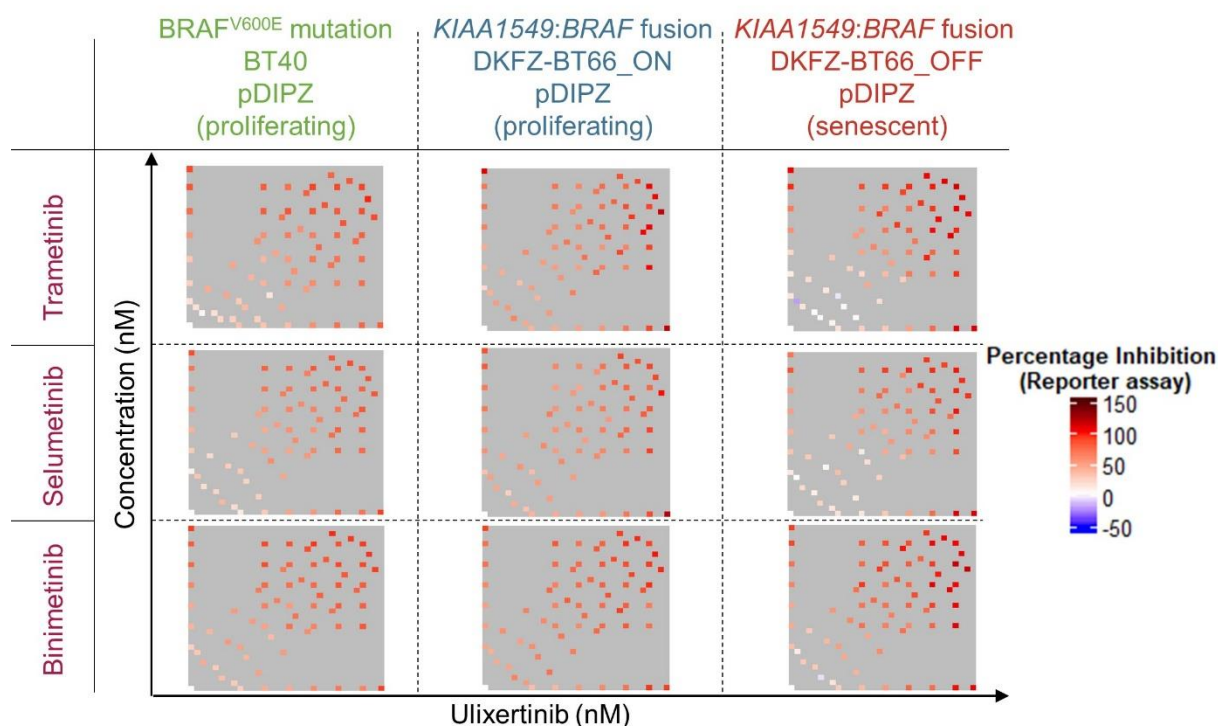 BRAFV600E mutation
BT40
pDIPZ
(proliferating)
KIAA1549:BRAF fusion
DKFZ-BT66_ON
pDIPZ
(proliferating)
KIAA1549:BRAF fusion
DKFZ-BT66_OFF
pDIPZ
(senescent)
Trametinib
Selumetinib
Binimetinib
Concentration (nM)
Ulixertinib (nM)
Percentage Inhibition
(Reporter assay)
150
100
50
0
-50